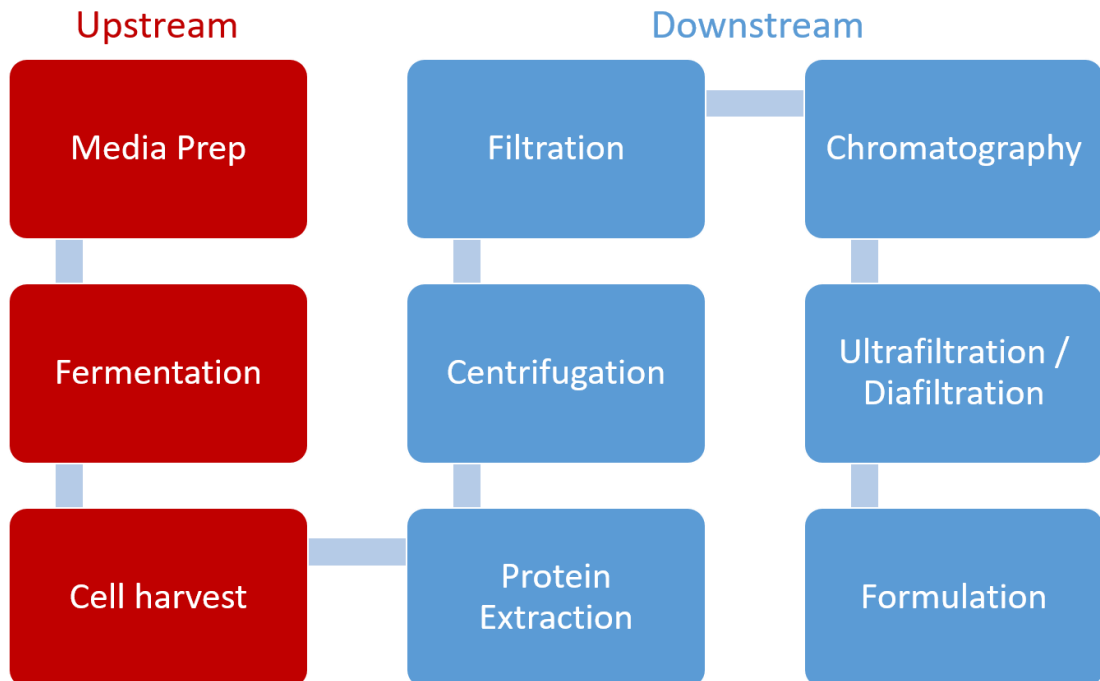 Upstream
Downstream
Media Prep
Filtration
Chromatography
Fermentation
Centrifugation
Ultrafiltration /
Diafiltration
Cell harvest
Protein
Extraction
Formulation